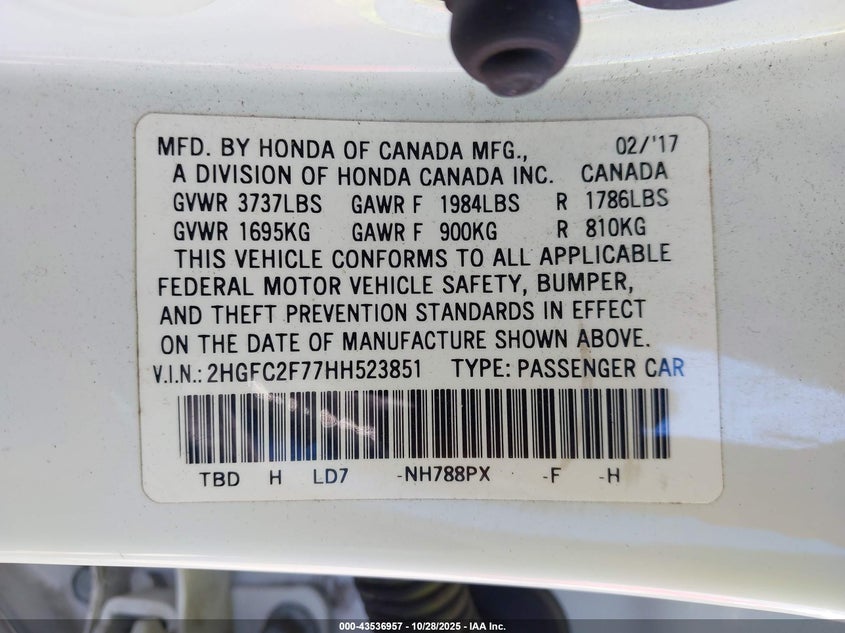 MFD. BY HONDA OF CANADA MFG., 02/'17
A DIVISION OF HONDA CANADA INC. CANADA
GVWR 3737LBS GAWR F 1984LBS R 1786LBS
GVWR 1695KG GAWR F 900KG R 810KG
THIS VEHICLE CONFORMS TO ALL APPLICABLE
FEDERAL MOTOR VEHICLE SAFETY, BUMPER,
AND THEFT PREVENTION STANDARDS IN EFFECT
ON THE DATE OF MANUFACTURE SHOWN ABOVE.
V.I.N.: 2HGFC2F77HH523851 TYPE: PASSENGER CAR
TBD H LD7 -NH788PX -F -H
000-43536957 - 10/28/2025 - IAA Inc.